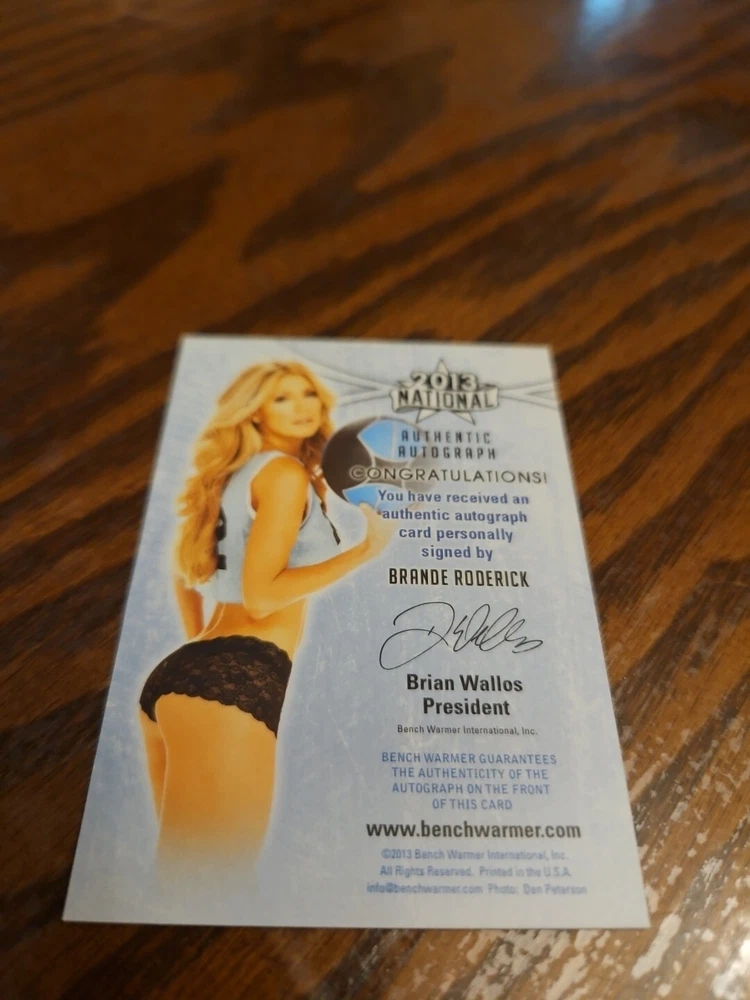 2013
NATIONAL
AUTHENTIC
AUTOGRAPH
CONGRATULATIONS!
You have received an
authentic autograph
card personally
signed by
BRANDE RODERICK
Brian Wallos
President
Bench Warmer International, Inc.
BENCH WARMER GUARANTEES
THE AUTHENTICITY OF THE
AUTOGRAPH ON THE FRONT
OF THIS CARD
www.benchwarmer.com
©2013 Bench Warmer International, Inc.
All Rights Reserved. Printed in the U.S.A.
info@benchwarmer.com Photo: Dan Peterson